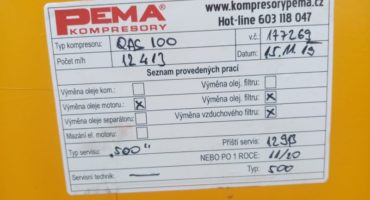 PEMA
KOMPRESORY
www.kompresorypema.cz
Hot-line 603 118 047
Typ kompresoru: QAS 100 v.č.: 177269
Počet m/h 12413 Datum: 15.11.19
Seznam provedených prací
Výměna oleje kom.: Výměna olej. filtru:
Výměna oleje motoru: x Výměna olej. filtru: x
Výměna oleje separátoru: Výměna vzduchového filtru: x
Mazání el. motoru:
Typ servisu: „500" Příští servis: 12913
NEBO PO 1 ROCE: 11/20
Servisní technik: Typ: 500